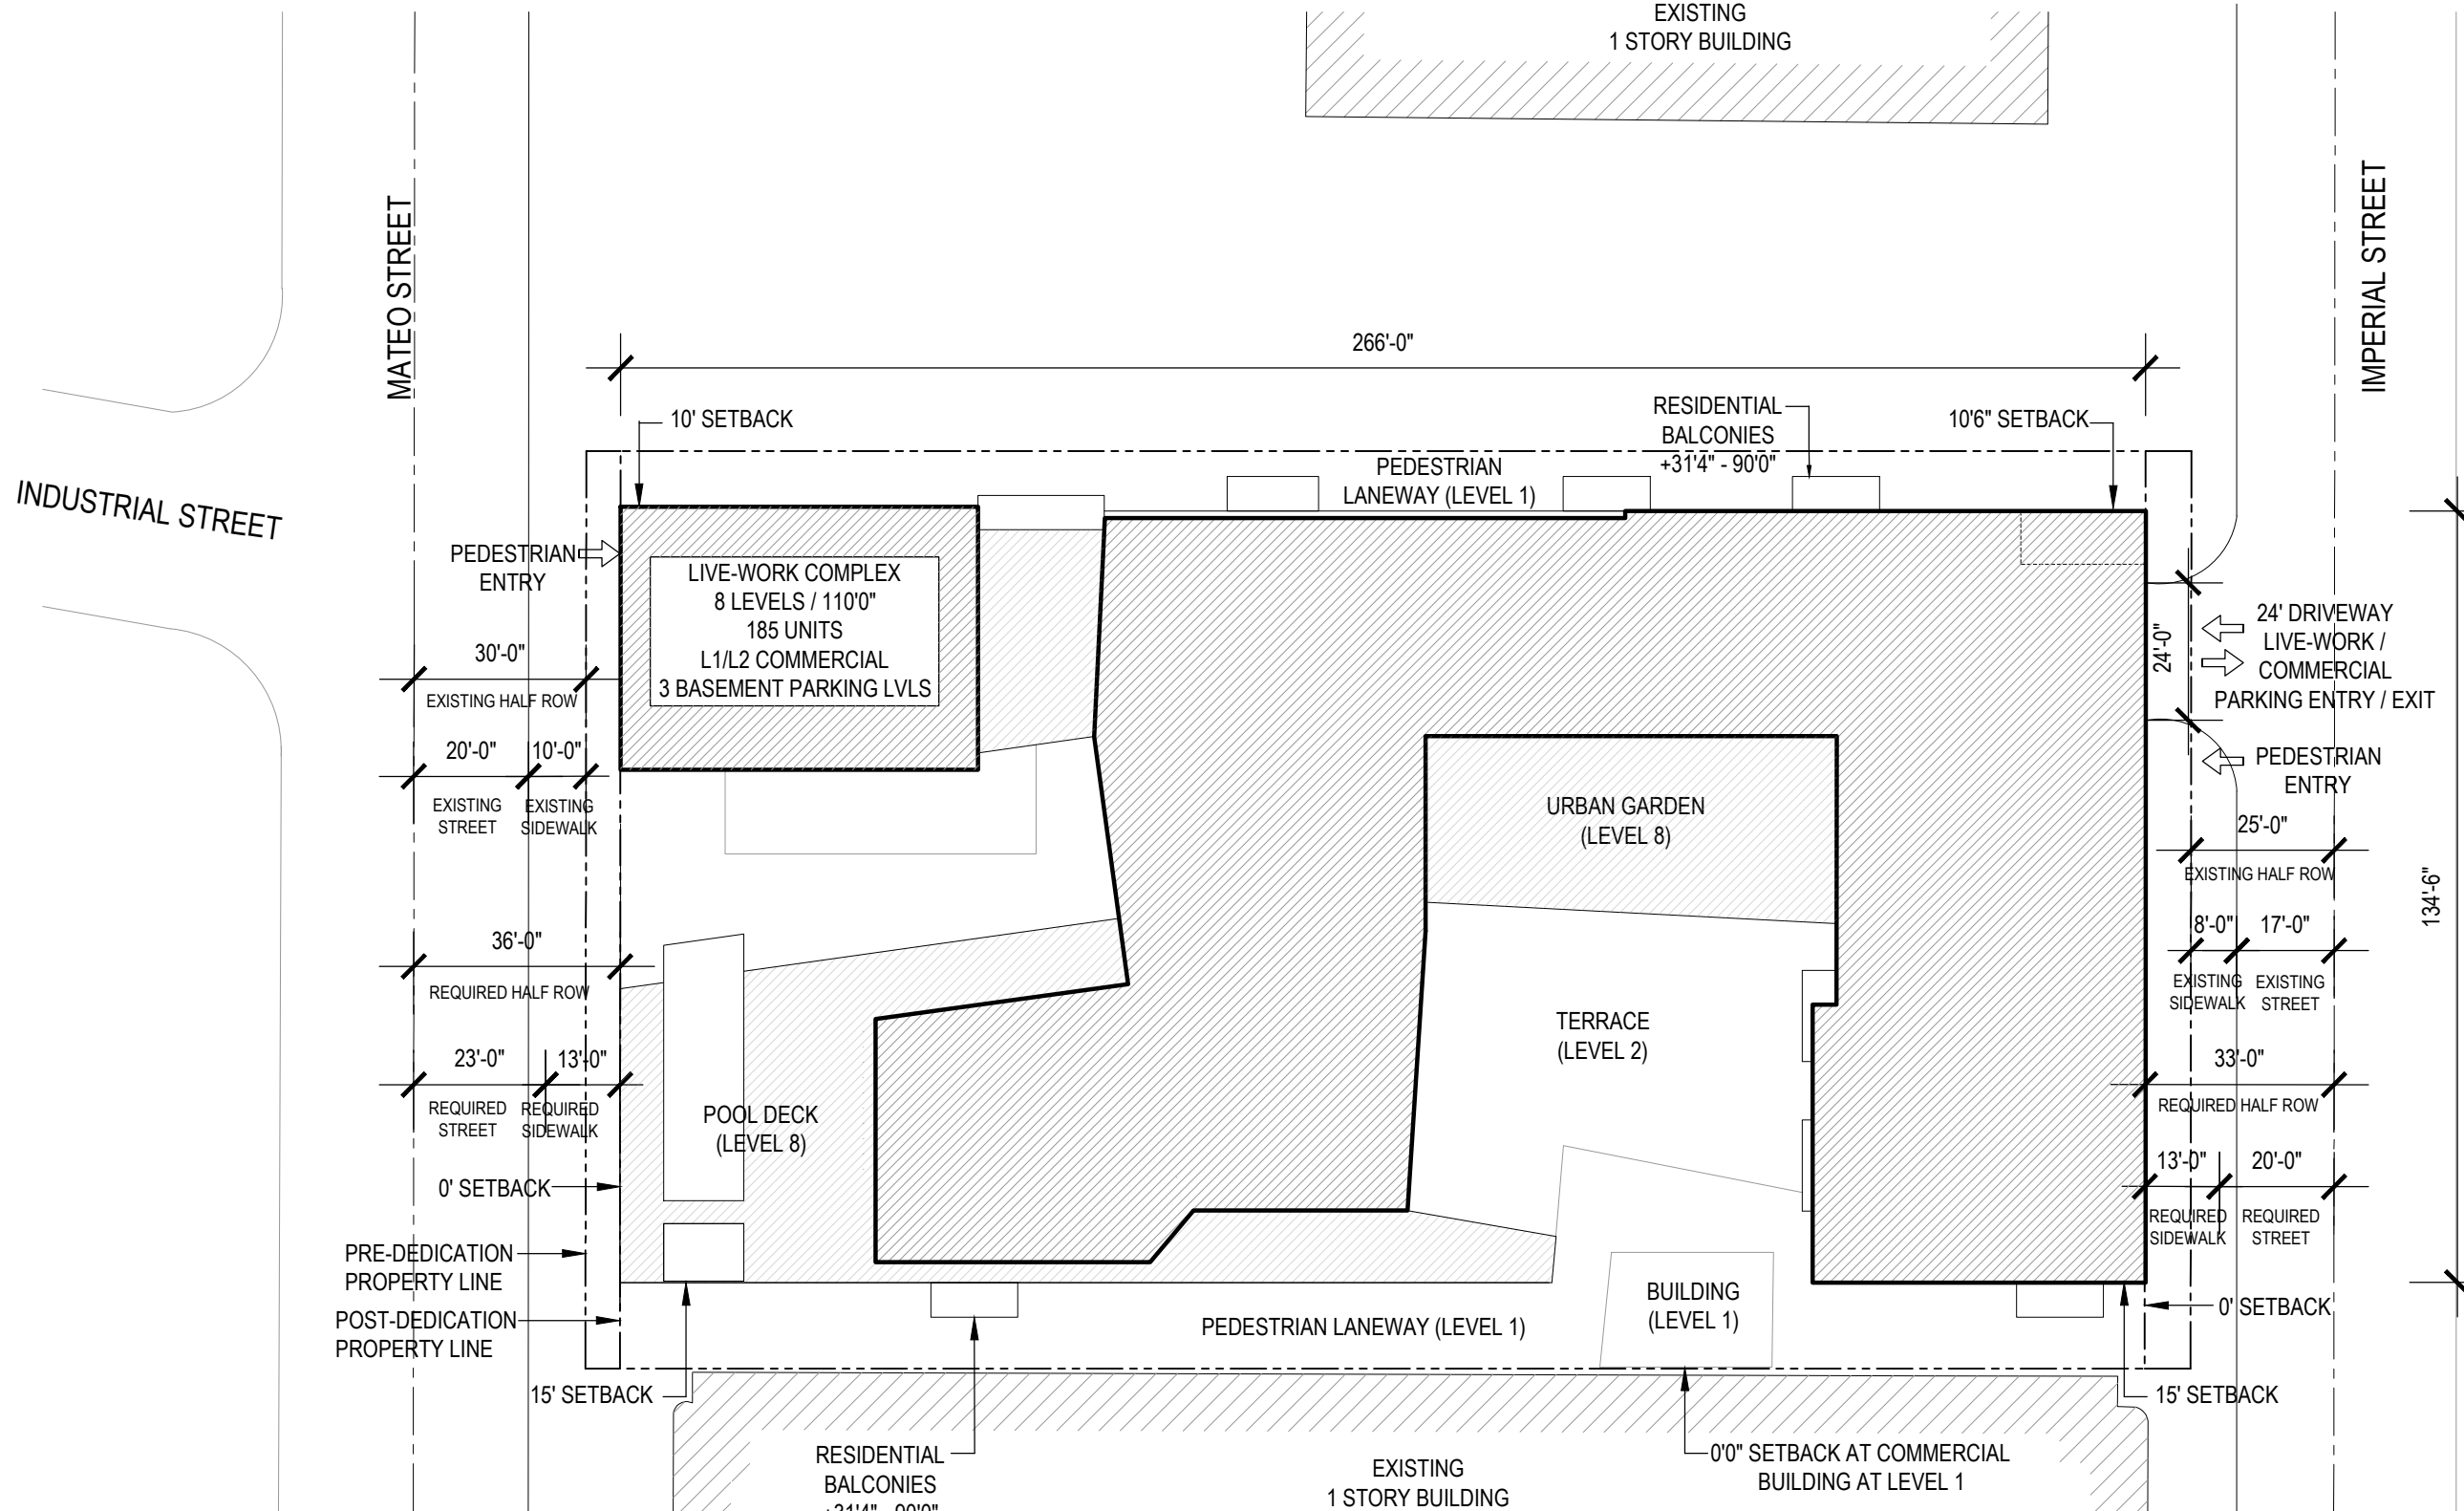 EXISTING
1 STORY BUILDING
MATEO STREET
IMPERIAL STREET
INDUSTRIAL STREET
266'-0"
10' SETBACK
RESIDENTIAL
BALCONIES
+31'4" - 90'0"
10'6" SETBACK
PEDESTRIAN
LANEWAY (LEVEL 1)
PEDESTRIAN
ENTRY
LIVE-WORK COMPLEX
8 LEVELS / 110'0"
185 UNITS
L1/L2 COMMERCIAL
3 BASEMENT PARKING LVLS
24'-0"
24' DRIVEWAY
LIVE-WORK /
COMMERCIAL
PARKING ENTRY / EXIT
PEDESTRIAN
ENTRY
30'-0"
EXISTING HALF ROW
20'-0"
10'-0"
EXISTING
STREET
EXISTING
SIDEWALK
URBAN GARDEN
(LEVEL 8)
25'-0"
EXISTING HALF ROW
134'-6"
8'-0"
17'-0"
EXISTING
SIDEWALK
EXISTING
STREET
36'-0"
REQUIRED HALF ROW
TERRACE
(LEVEL 2)
23'-0"
13'-0"
REQUIRED
STREET
REQUIRED
SIDEWALK
33'-0"
REQUIRED HALF ROW
POOL DECK
(LEVEL 8)
13'-0"
20'-0"
REQUIRED
SIDEWALK
REQUIRED
STREET
0' SETBACK
PRE-DEDICATION
PROPERTY LINE
POST-DEDICATION
PROPERTY LINE
BUILDING
(LEVEL 1)
0' SETBACK
PEDESTRIAN LANEWAY (LEVEL 1)
15' SETBACK
15' SETBACK
RESIDENTIAL
BALCONIES
+31'4" - 90'0"
EXISTING
1 STORY BUILDING
0'0" SETBACK AT COMMERCIAL
BUILDING AT LEVEL 1